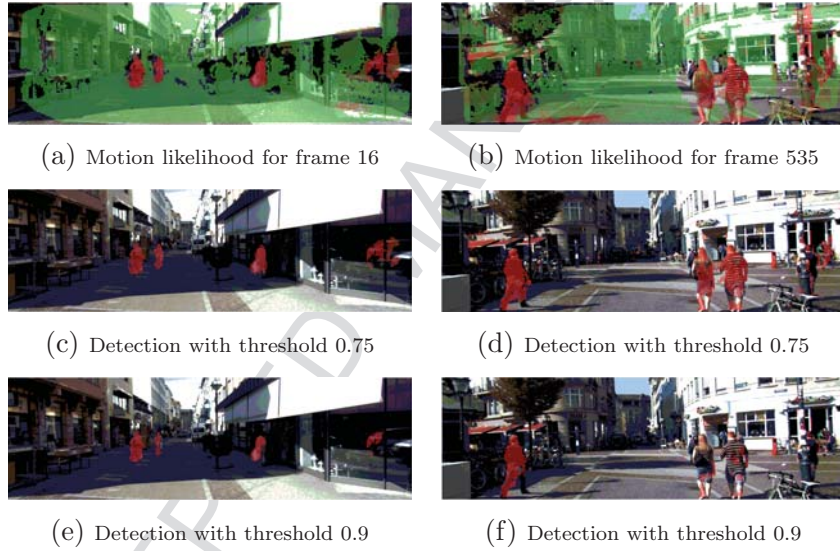 (a) Motion likelihood for frame 16
(b) Motion likelihood for frame 535
(c) Detection with threshold 0.75
(d) Detection with threshold 0.75
(e) Detection with threshold 0.9
(f) Detection with threshold 0.9